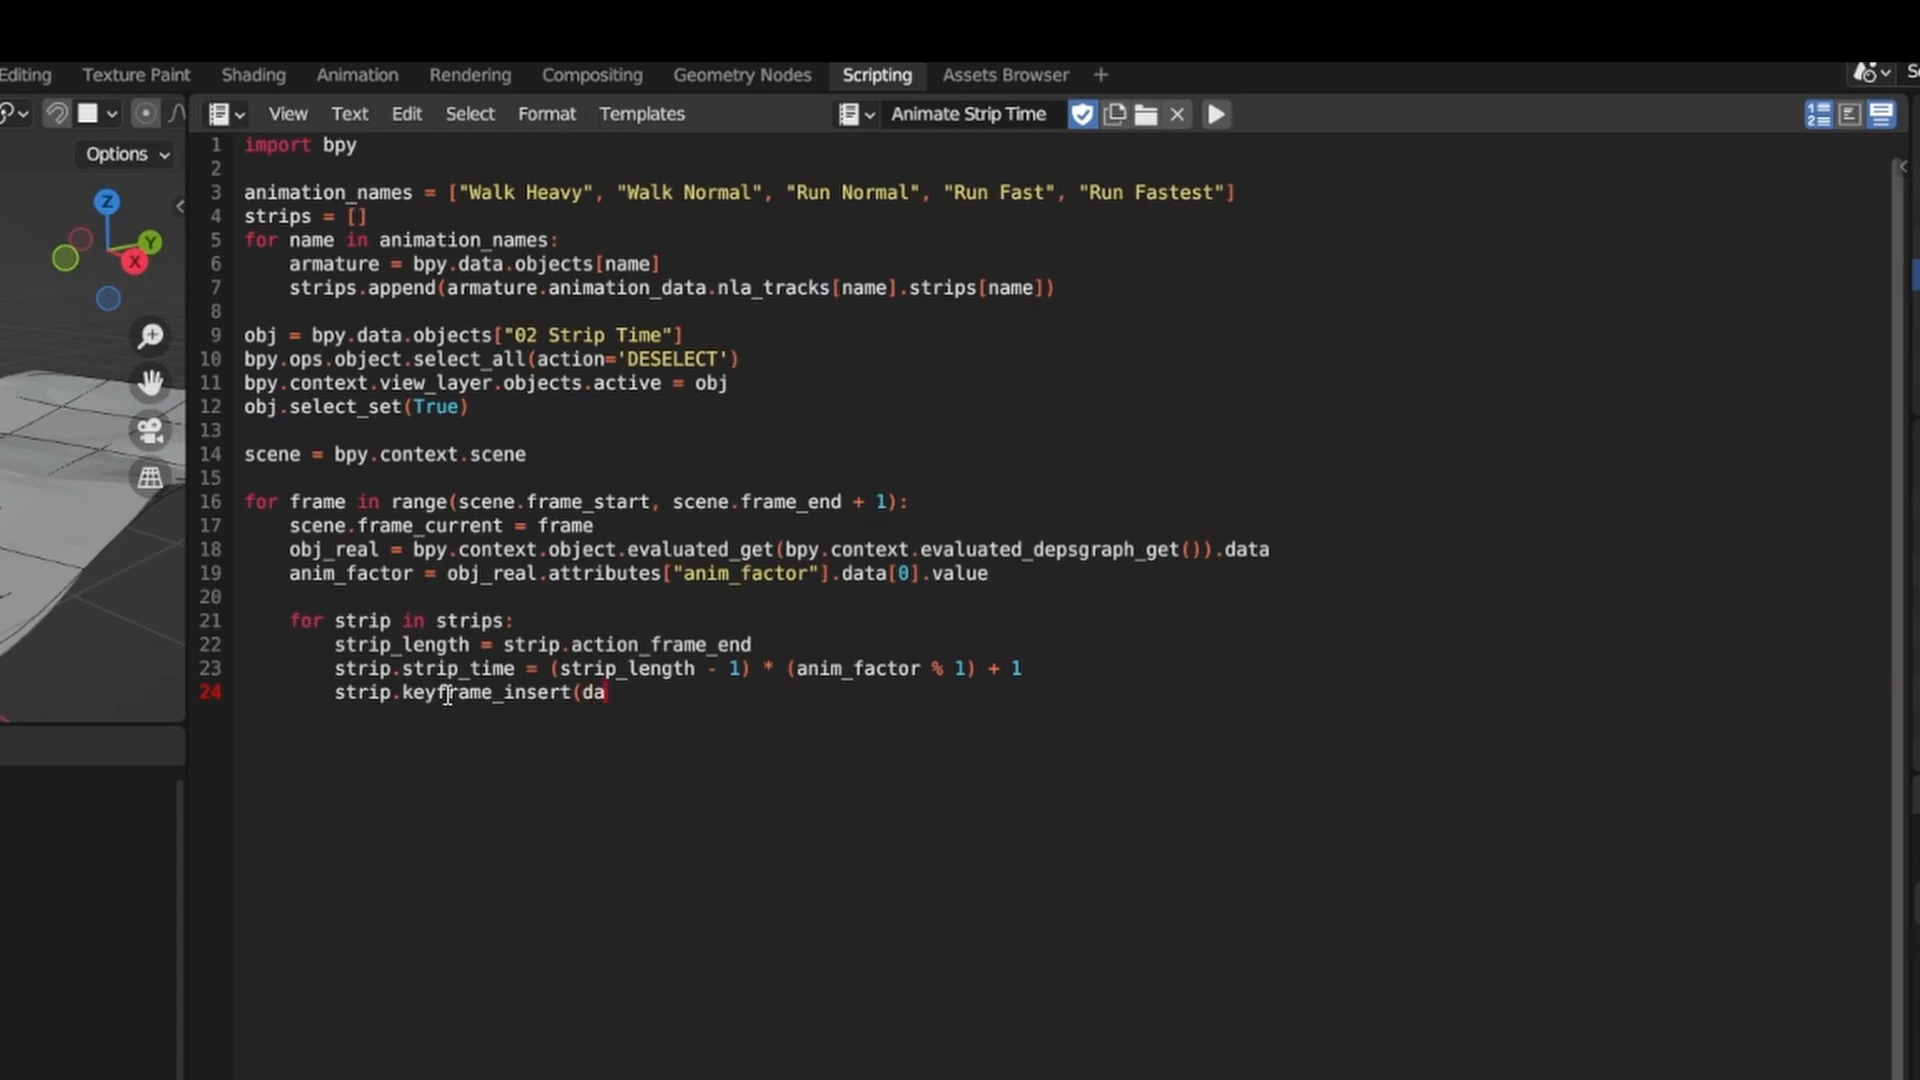 Editing Texture Paint Shading Animation Rendering Compositing Geometry Nodes Scripting Assets Browser +
View Text Edit Select Format Templates Animate Strip Time
Options
Z
Y
X
1 import bpy
2
3 animation_names = ["Walk Heavy", "Walk Normal", "Run Normal", "Run Fast", "Run Fastest"]
4 strips = []
5 for name in animation_names:
6     armature = bpy.data.objects[name]
7     strips.append(armature.animation_data.nla_tracks[name].strips[name])
8
9 obj = bpy.data.objects["02 Strip Time"]
10 bpy.ops.object.select_all(action='DESELECT')
11 bpy.context.view_layer.objects.active = obj
12 obj.select_set(True)
13
14 scene = bpy.context.scene
15
16 for frame in range(scene.frame_start, scene.frame_end + 1):
17     scene.frame_current = frame
18     obj_real = bpy.context.object.evaluated_get(bpy.context.evaluated_depsgraph_get()).data
19     anim_factor = obj_real.attributes["anim_factor"].data[0].value
20
21     for strip in strips:
22         strip_length = strip.action_frame_end
23         strip.strip_time = (strip_length - 1) * (anim_factor % 1) + 1
24         strip.keyframe_insert(da